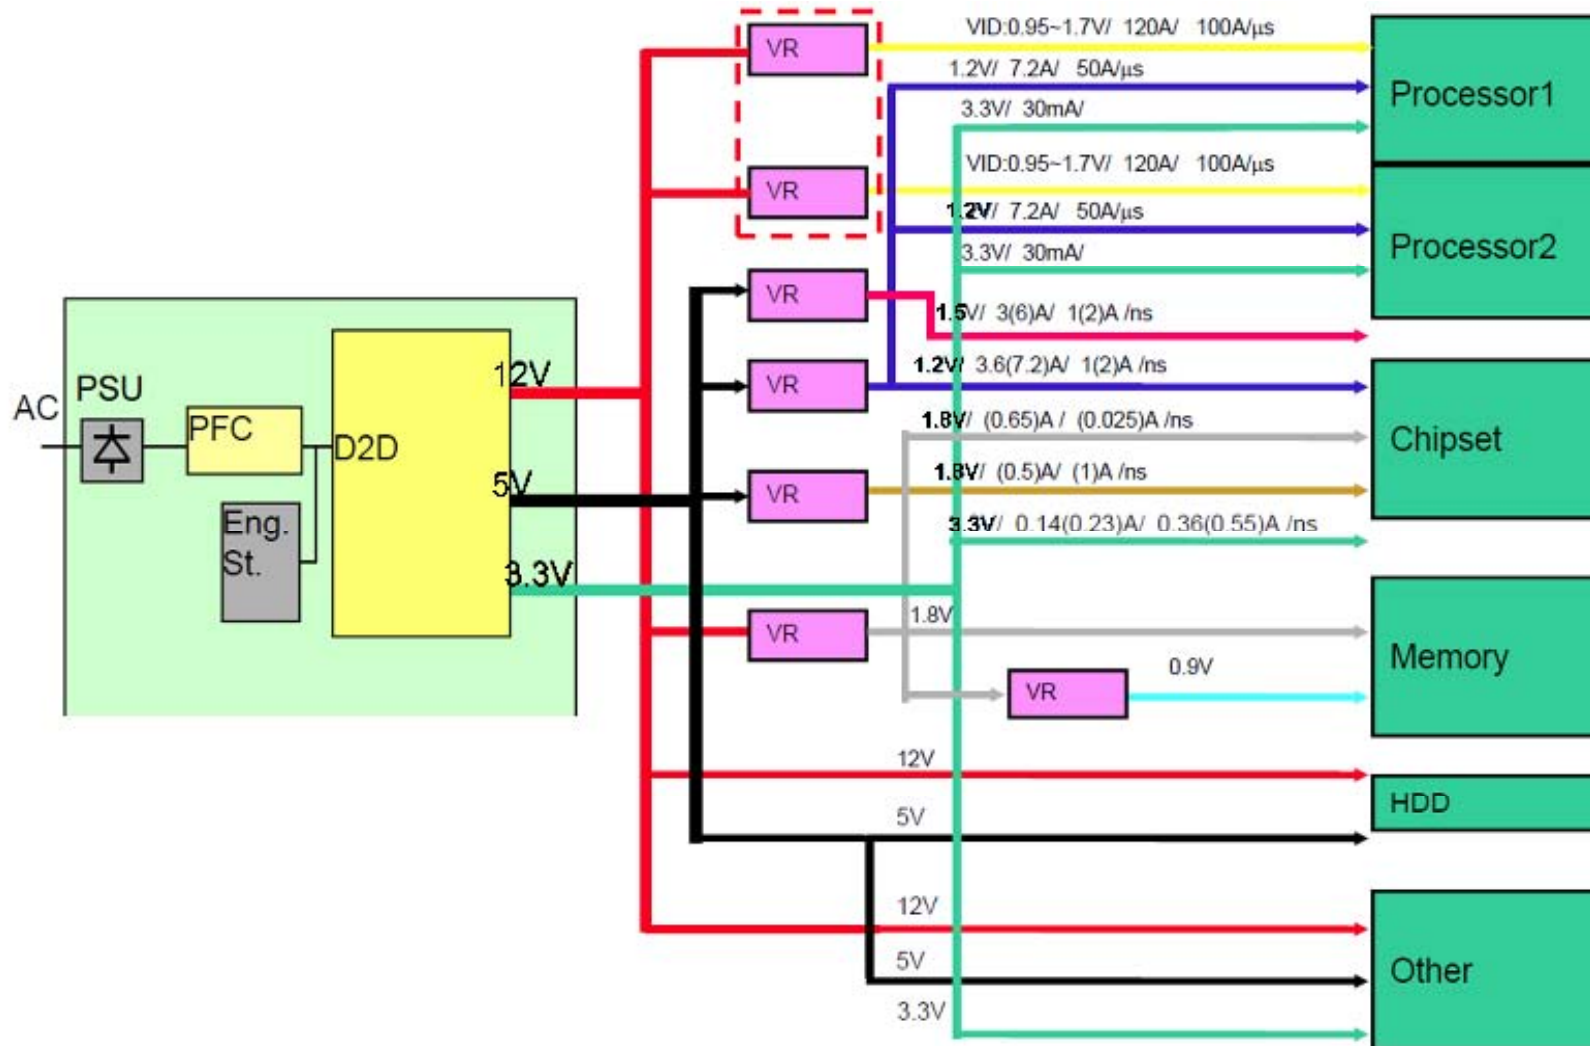 VR
VID:0.95~1.7V/ 120A/ 100A/μs
1.2V/ 7.2A/ 50A/μs
3.3V/ 30mA/
Processor1
VR
VID:0.95~1.7V/ 120A/ 100A/μs
1.2V/ 7.2A/ 50A/μs
3.3V/ 30mA/
Processor2
VR
1.5V/ 3(6)A/ 1(2)A /ns
VR
1.2V/ 3.6(7.2)A/ 1(2)A /ns
1.8V/ (0.65)A / (0.025)A /ns
Chipset
VR
1.8V/ (0.5)A/ (1)A /ns
3.3V/ 0.14(0.23)A/ 0.36(0.55)A /ns
AC
PSU
PFC
D2D
Eng.
St.
12V
5V
3.3V
VR
1.8V
Memory
VR
0.9V
12V
HDD
5V
12V
Other
5V
3.3V